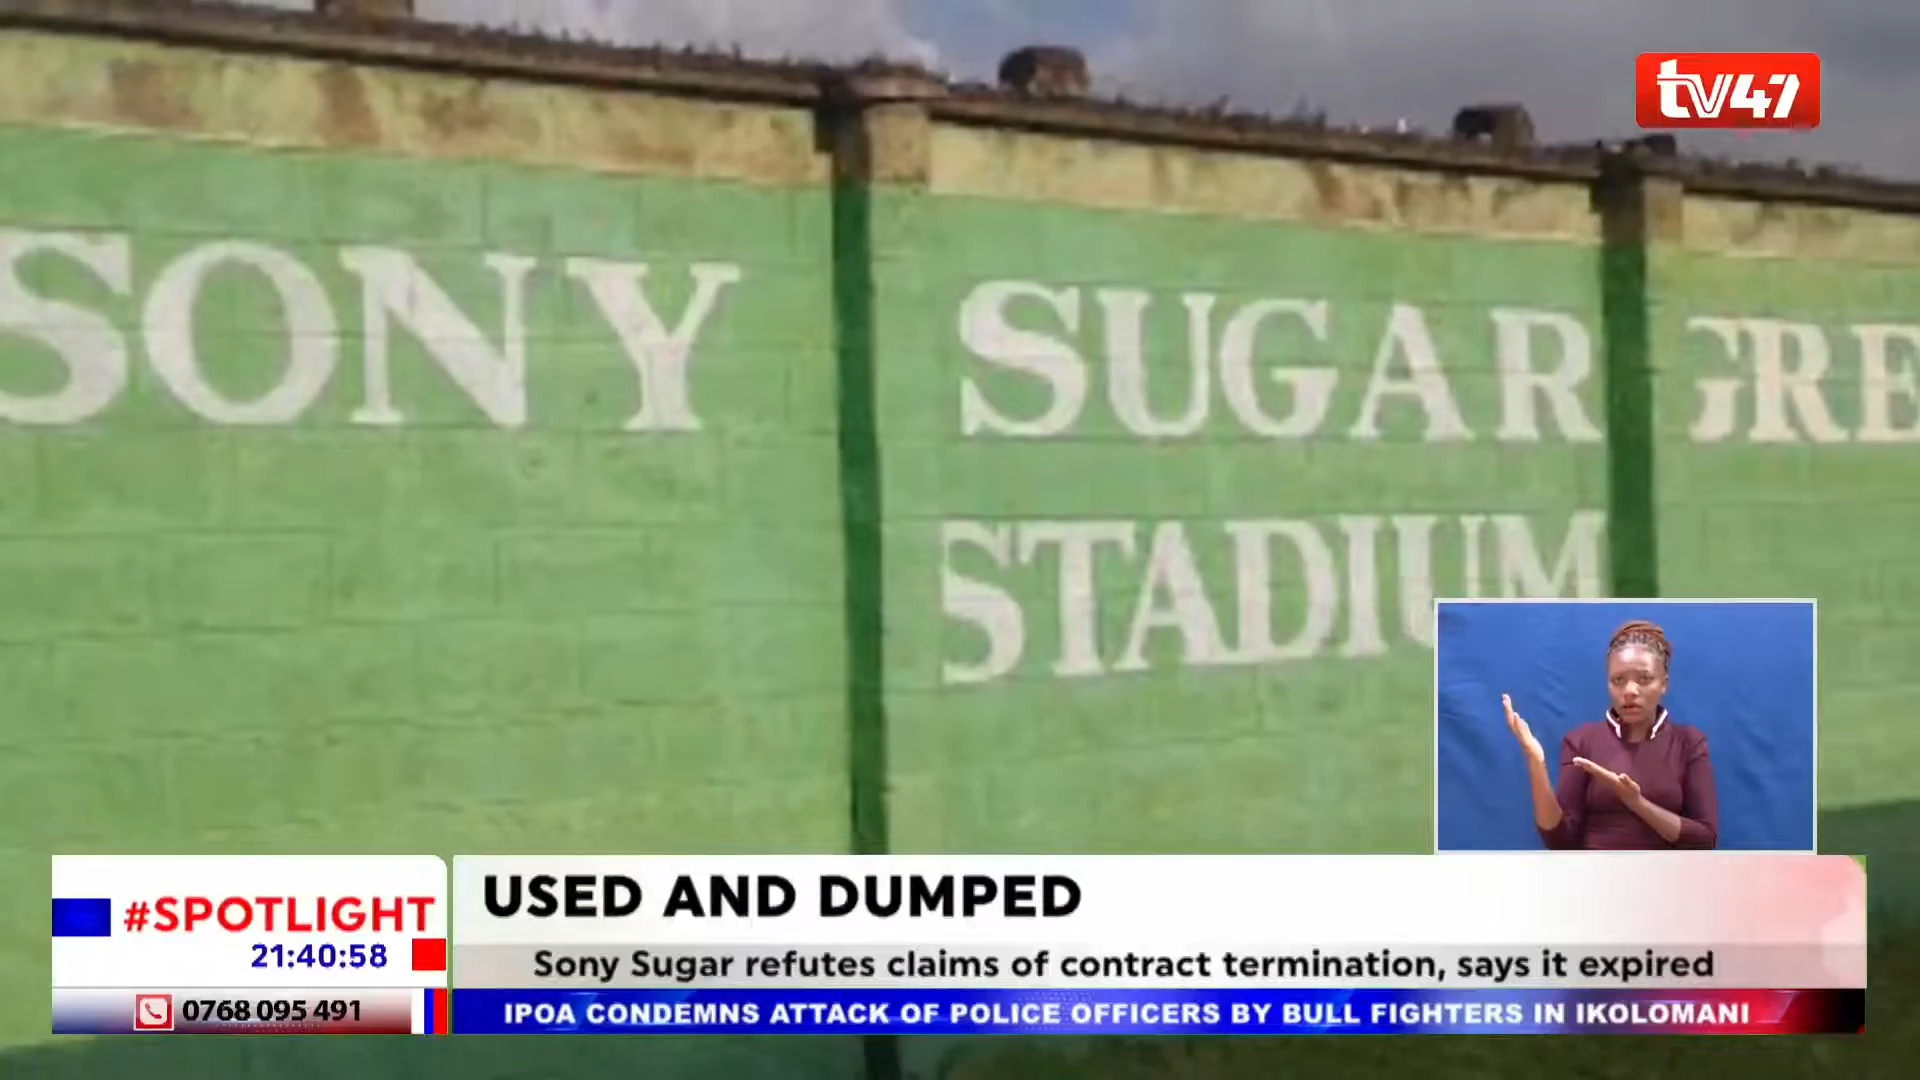 tv47
SONY SUGAR GRE
STADIUM
#SPOTLIGHT
21:40:58
0768 095 491
USED AND DUMPED
Sony Sugar refutes claims of contract termination, says it expired
IPOA CONDEMNS ATTACK OF POLICE OFFICERS BY BULL FIGHTERS IN IKOLOMANI